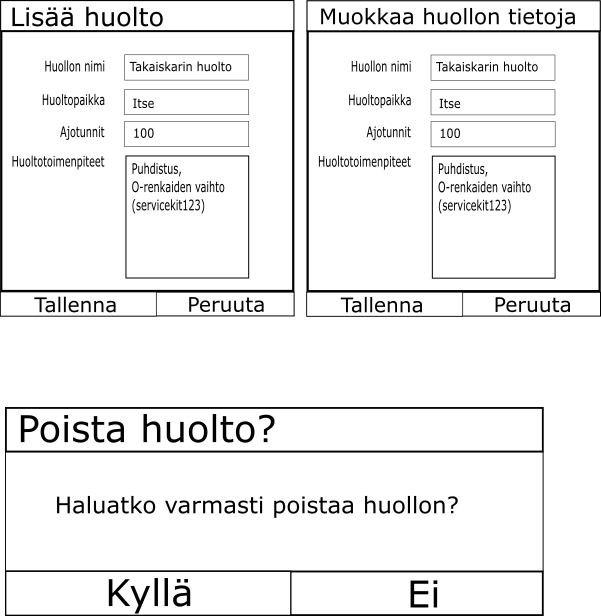 Lisää huolto
Huollon nimi Takaiskarin huolto
Huoltopaikka Itse
Ajotunnit 100
Huoltotoimenpiteet Puhdistus,
O-renkaiden vaihto
(servicekit123)
Tallenna Peruuta
Muokkaa huollon tietoja
Huollon nimi Takaiskarin huolto
Huoltopaikka Itse
Ajotunnit 100
Huoltotoimenpiteet Puhdistus,
O-renkaiden vaihto
(servicekit123)
Tallenna Peruuta
Poista huolto?
Haluatko varmasti poistaa huollon?
Kyllä Ei